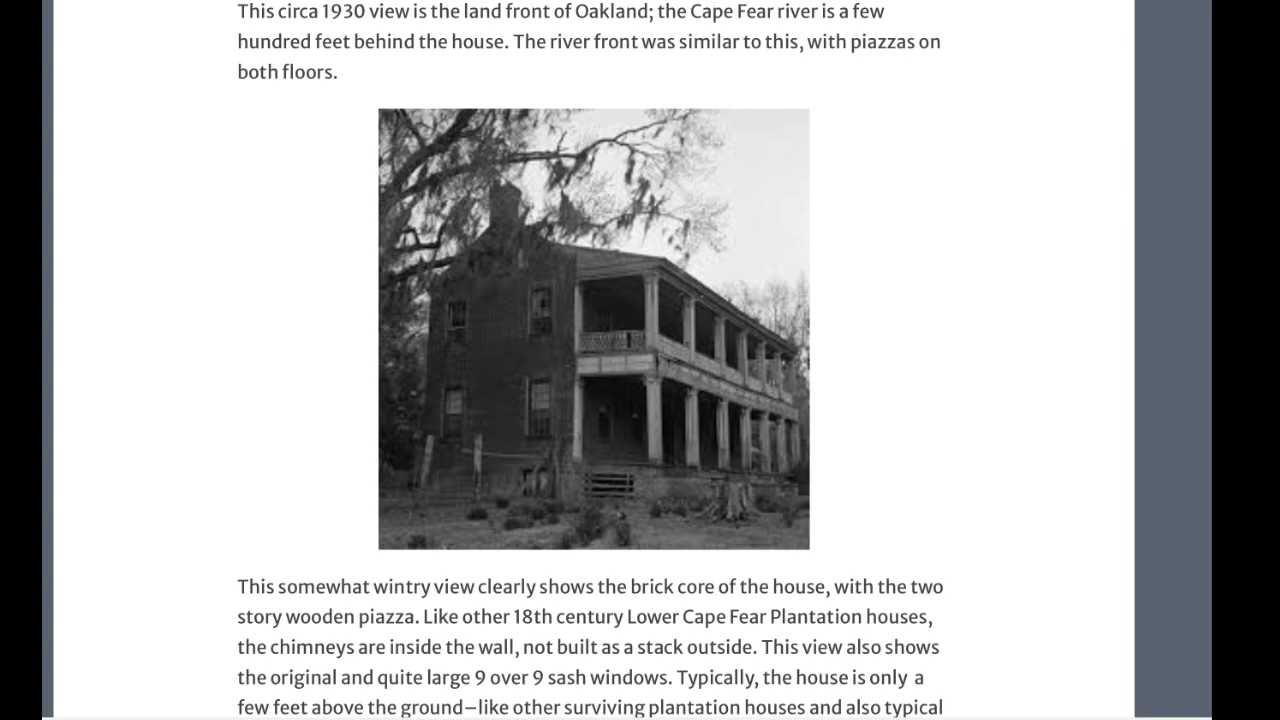 This circa 1930 view is the land front of Oakland; the Cape Fear river is a few
hundred feet behind the house. The river front was similar to this, with piazzas on
both floors.
This somewhat wintry view clearly shows the brick core of the house, with the two
story wooden piazza. Like other 18th century Lower Cape Fear Plantation houses,
the chimneys are inside the wall, not built as a stack outside. This view also shows
the original and quite large 9 over 9 sash windows. Typically, the house is only  a
few feet above the ground–like other surviving plantation houses and also typical